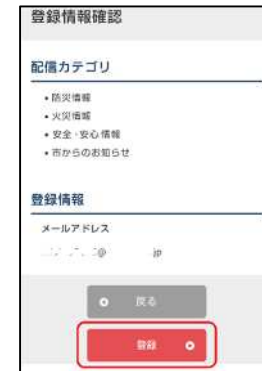 登録情報確認
配信カテゴリ
・防災情報
・火災情報
・安全・安心情報
・市からのお知らせ
登録情報
メールアドレス
@ jp
戻る
登録